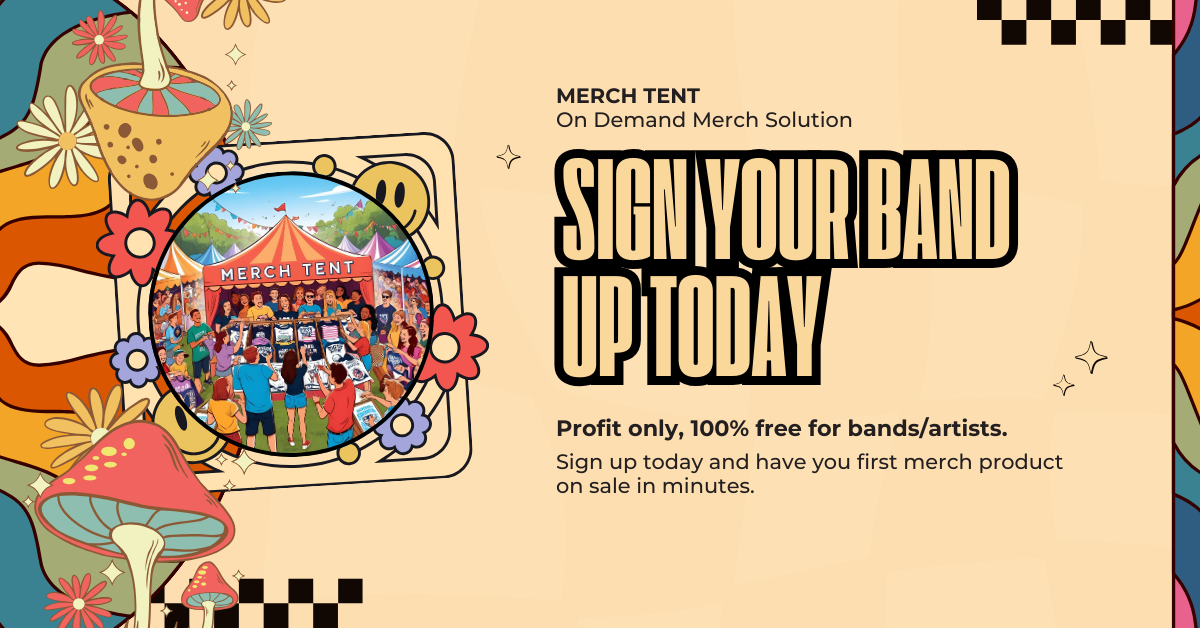 MERCH TENT
On Demand Merch Solution
SIGN YOUR BAND
UP TODAY
Profit only, 100% free for bands/artists.
Sign up today and have you first merch product
on sale in minutes.
MERCH TENT